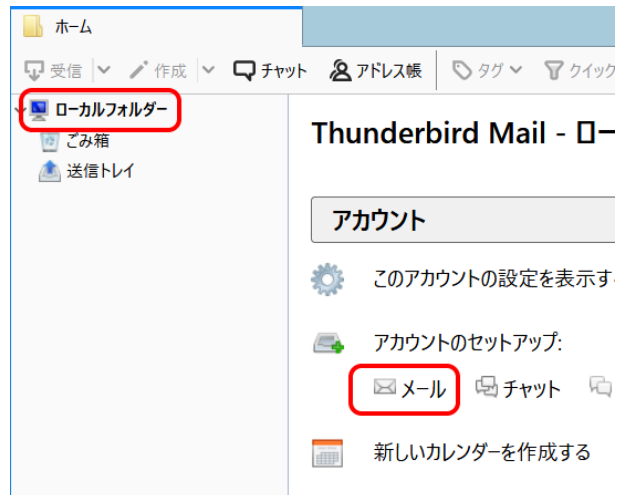 ホーム
受信 作成 チャット アドレス帳 タグ クイック
ローカルフォルダー
ごみ箱
送信トレイ
Thunderbird Mail - ロー
アカウント
このアカウントの設定を表示す
アカウントのセットアップ:
メール チャット
新しいカレンダーを作成する